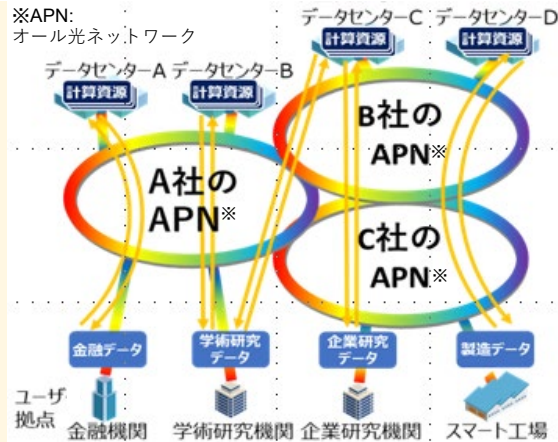 ※APN:
オール光ネットワーク
データセンターC データセンターD
計算資源 計算資源
データセンターA データセンターB
計算資源 計算資源
B社の
APN※
A社の
APN※
C社の
APN※
金融データ
学術研究
データ
企業研究
データ
製造データ
ユーザ
拠点
金融機関 学術研究機関 企業研究機関 スマート工場